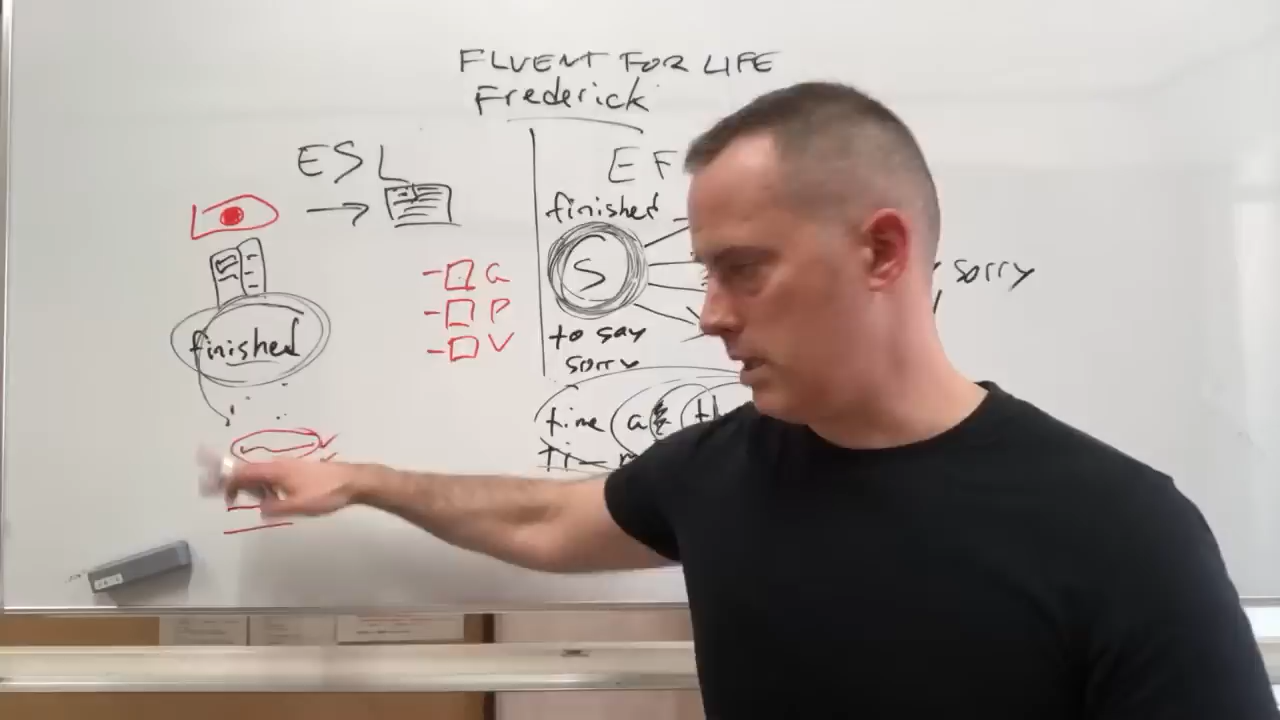 FLUENT FOR LIFE
Frederick
ESL
finished
G
P
V
E F
finished
S
to say
sorry
sorry
time a